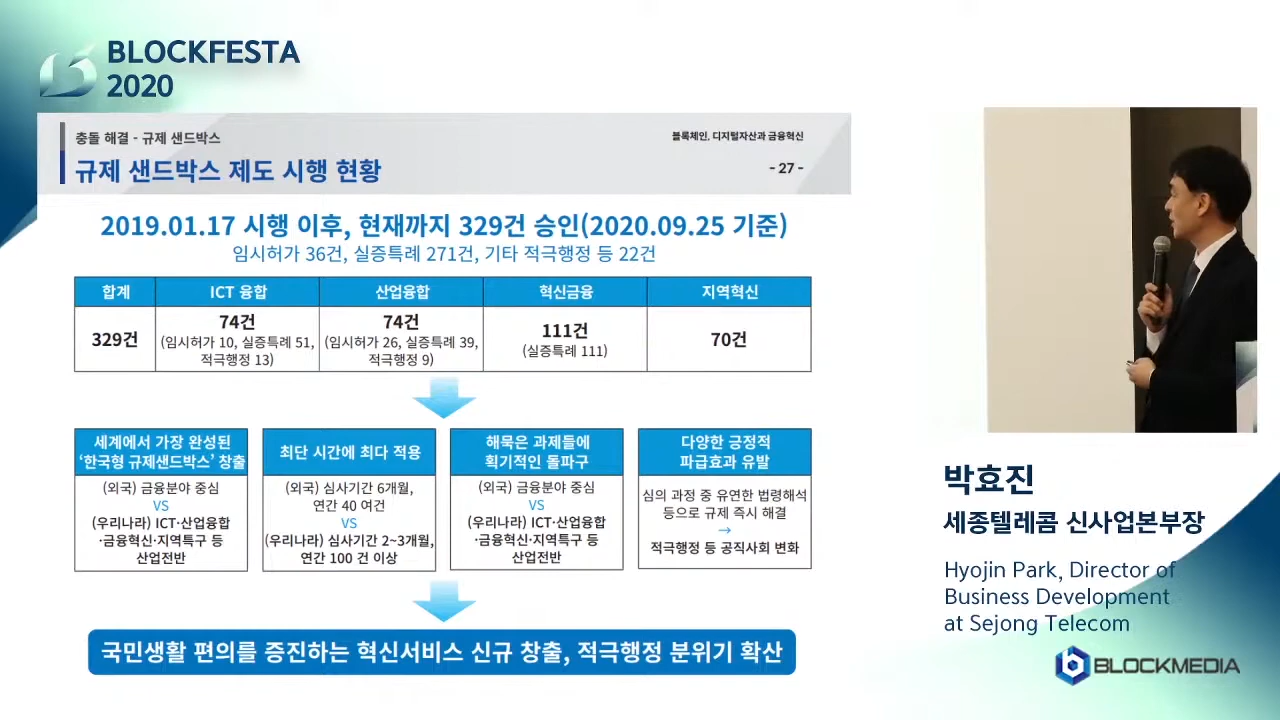 BLOCKFESTA
2020
충돌 해결 - 규제 샌드박스
블록체인, 디지털자산과 금융혁신
규제 샌드박스 제도 시행 현황
- 27 -
2019.01.17 시행 이후, 현재까지 329건 승인(2020.09.25 기준)
임시허가 36건, 실증특례 271건, 기타 적극행정 등 22건
합계
ICT 융합
산업융합
혁신금융
지역혁신
329건
74건
(임시허가 10, 실증특례 51,
적극행정 13)
74건
(임시허가 26, 실증특례 39,
적극행정 9)
111건
(실증특례 111)
70건
세계에서 가장 완성된
‘한국형 규제샌드박스’ 창출
(외국) 금융분야 중심
VS
(우리나라) ICT·산업융합
·금융혁신·지역특구 등
산업전반
최단 시간에 최다 적용
(외국) 심사기간 6개월,
연간 40 여건
VS
(우리나라) 심사기간 2~3개월,
연간 100 건 이상
해묵은 과제들에
획기적인 돌파구
(외국) 금융분야 중심
VS
(우리나라) ICT·산업융합
·금융혁신·지역특구 등
산업전반
다양한 긍정적
파급효과 유발
심의 과정 중 유연한 법령해석
등으로 규제 즉시 해결
→
적극행정 등 공직사회 변화
국민생활 편의를 증진하는 혁신서비스 신규 창출, 적극행정 분위기 확산
박효진
세종텔레콤 신사업본부장
Hyojin Park, Director of
Business Development
at Sejong Telecom
BLOCKMEDIA